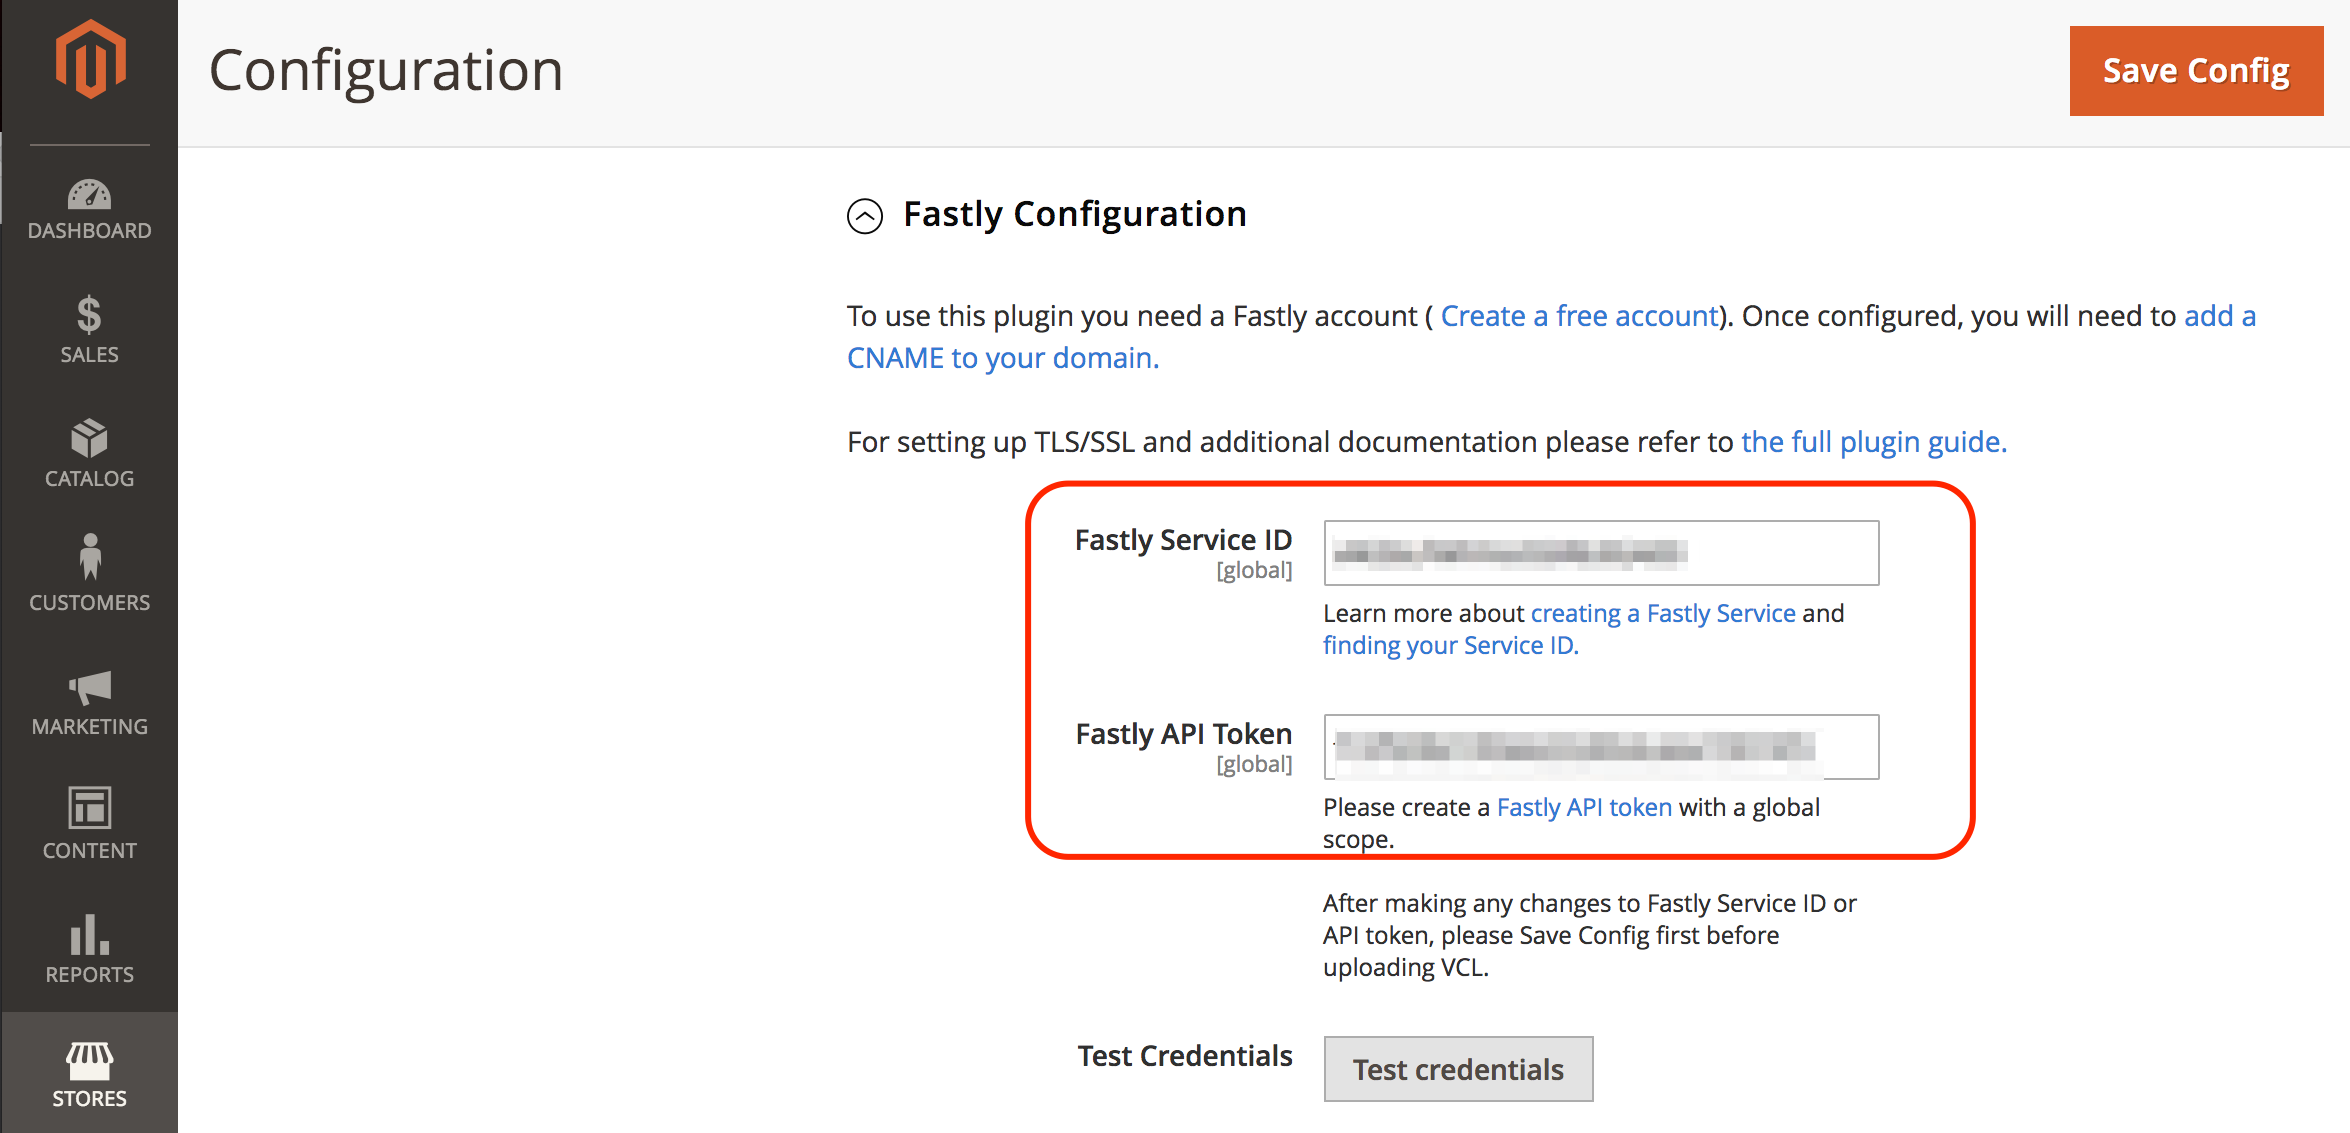 Configuration
Save Config
DASHBOARD
SALES
CATALOG
CUSTOMERS
MARKETING
CONTENT
REPORTS
STORES
Fastly Configuration
To use this plugin you need a Fastly account ( Create a free account). Once configured, you will need to add a
CNAME to your domain.
For setting up TLS/SSL and additional documentation please refer to the full plugin guide.
Fastly Service ID
[global]
Learn more about creating a Fastly Service and
finding your Service ID.
Fastly API Token
[global]
Please create a Fastly API token with a global
scope.
After making any changes to Fastly Service ID or
API token, please Save Config first before
uploading VCL.
Test Credentials
Test credentials